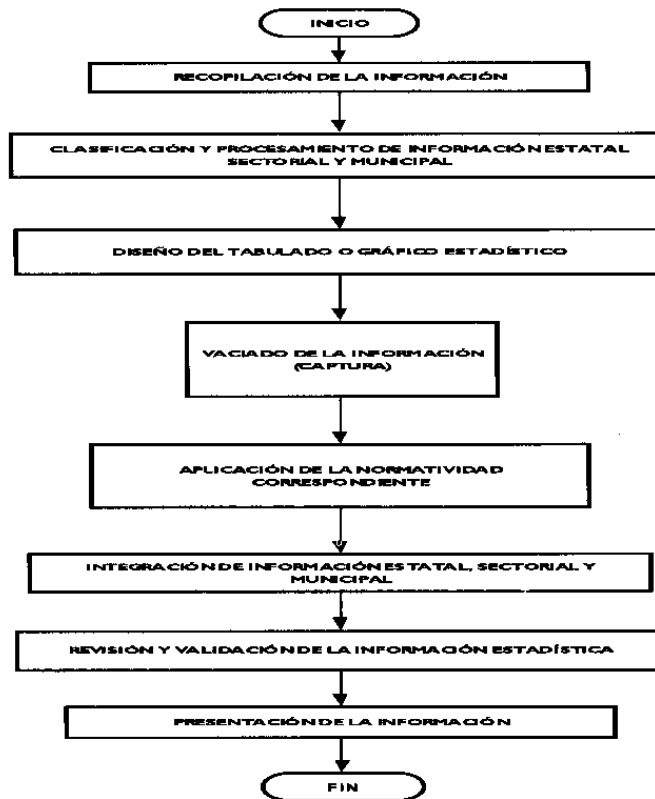 INICIO
RECOPILACIÓN DE LA INFORMACIÓN
CLASIFICACIÓN Y PROCESAMIENTO DE INFORMACIÓN ESTATAL
SECTORIAL Y MUNICIPAL
DISEÑO DEL TABULADO O GRÁFICO ESTADÍSTICO
VACIADO DE LA INFORMACIÓN
(CAPTURA)
APLICACIÓN DE LA NORMATIVIDAD
CORRESPONDIENTE
INTEGRACIÓN DE INFORMACIÓN ESTATAL, SECTORIAL Y
MUNICIPAL
REVISIÓN Y VALIDACIÓN DE LA INFORMACIÓN ESTADÍSTICA
PRESENTACIÓN DE LA INFORMACIÓN
FIN